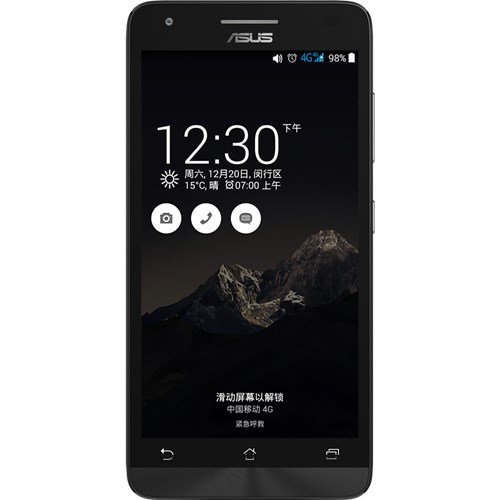 ASUS
4G 98%
12:30 下午
周六, 12月20日, 闵行区
15°C, 晴 07:00 上午
滑动屏幕以解锁
中国移动 4G
紧急呼救